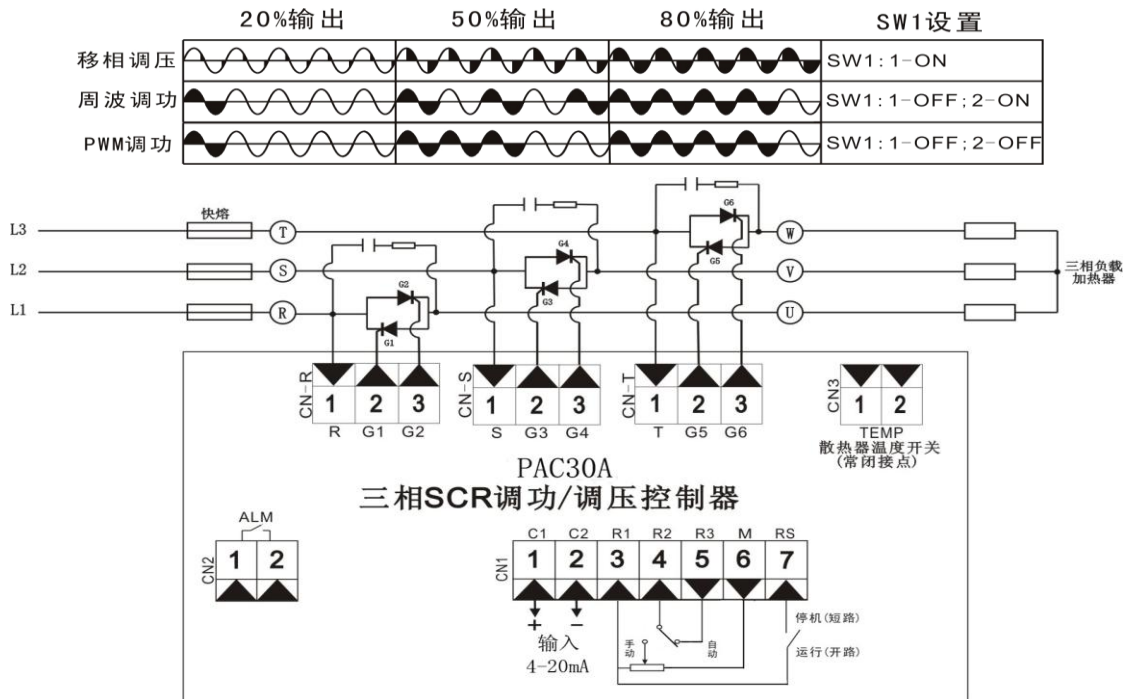 20%输出 50%输出 80%输出 SW1设置
移相调压 SW1:1-ON
周波调功 SW1:1-OFF;2-ON
PWM调功 SW1:1-OFF;2-OFF
快熔
L3 T G6 G5 W
L2 S G4 G3 V 三相负载
加热器
L1 R G2 G1 U
CN-R 1 2 3
R G1 G2
CN-S 1 2 3
S G3 G4
CN-T 1 2 3
T G5 G6
CN3 1 2
TEMP
散热器温度开关
(常闭接点)
PAC30A
三相SCR调功/调压控制器
ALM
CN2 1 2
C1 C2 R1 R2 R3 M RS
CN1 1 2 3 4 5 6 7
+ −
输入
4-20mA
手动
自动
停机(短路)
运行(开路)